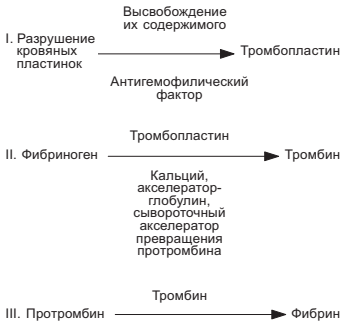 Высвобождение
их содержимого
I. Разрушение
кровяных
пластинок
Тромбопластин
Антигемофилический
фактор
Тромбопластин
II. Фибриноген
Тромбин
Кальций,
акселератор-
глобулин,
сывороточный
акселератор
превращения
протромбина
Тромбин
III. Протромбин
Фибрин